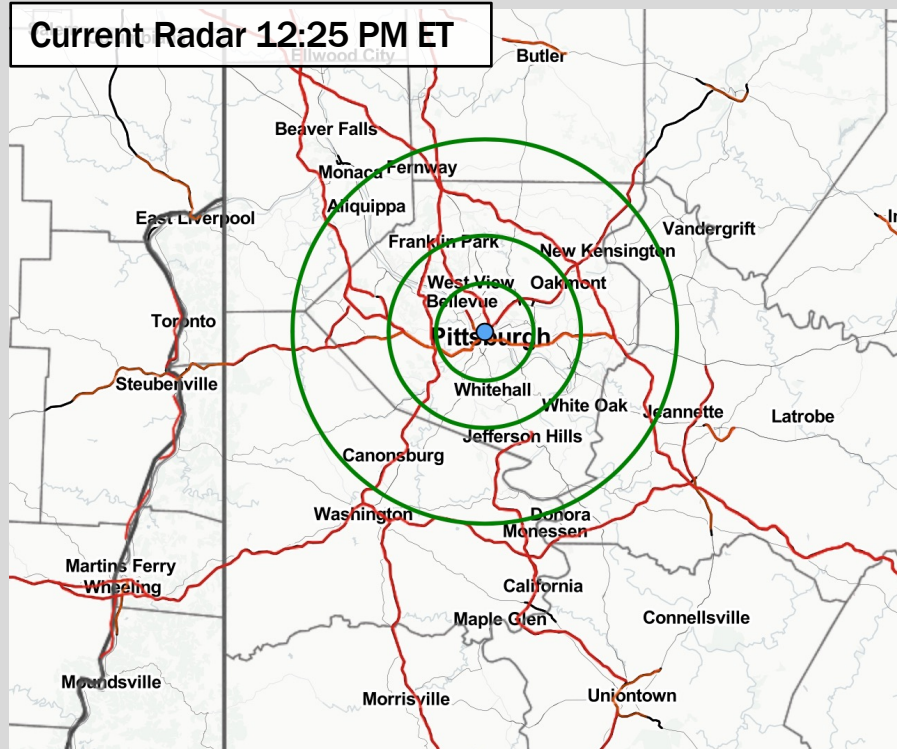 Current Radar 12:25 PM ET
Ellwood City
Butler
Beaver Falls
Monaca
Fernway
Aliquippa
East Liverpool
Vandergrift
Franklin Park
New Kensington
West View
Oakmont
Bellevue
Toronto
Pittsburgh
Steubenville
Whitehall
White Oak
Jeannette
Latrobe
Jefferson Hills
Canonsburg
Washington
Donora
Monessen
Martins Ferry
Wheeling
California
Maple Glen
Connellsville
Moundsville
Morrisville
Uniontown